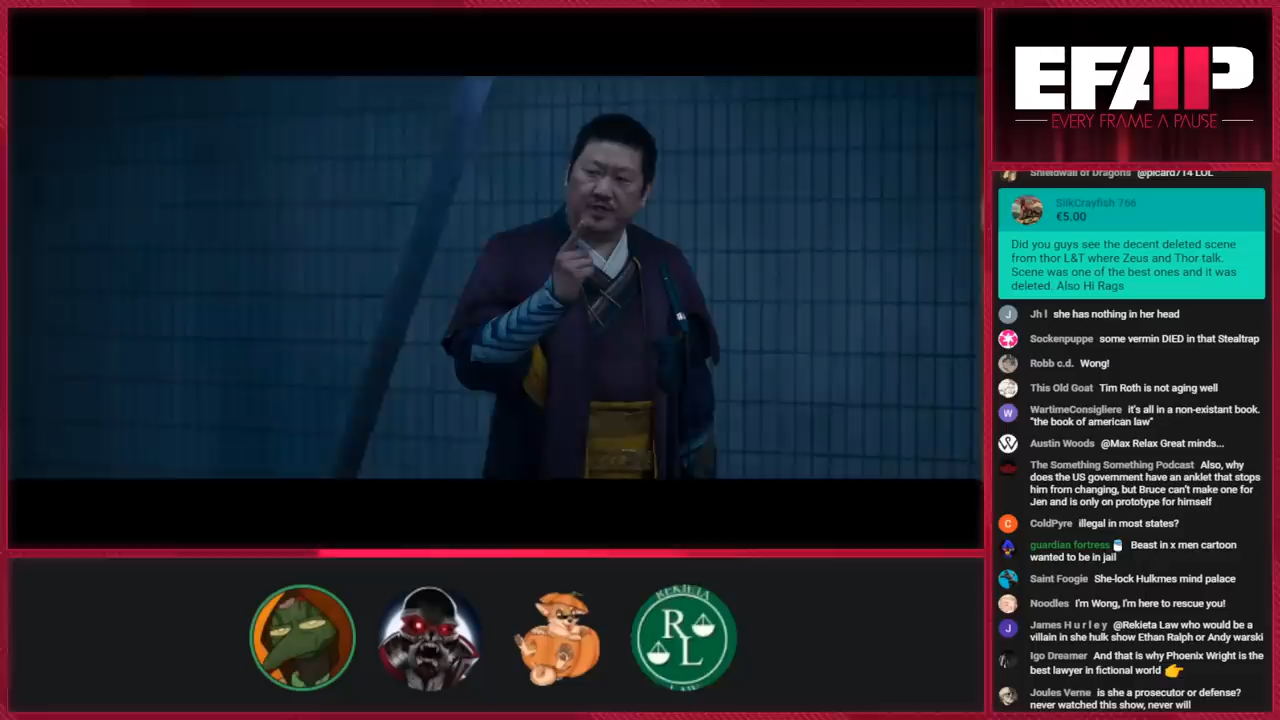 EFAP
EVERY FRAME A PAUSE
Shieldwall of Dragons @picard714 LOL
SilkCrayfish 766
€5.00
Did you guys see the decent deleted scene
from thor L&T where Zeus and Thor talk.
Scene was one of the best ones and it was
deleted. Also Hi Rags
J Jh l she has nothing in her head
Sockenpuppe some vermin DIED in that Stealtrap
Robb c.d. Wong!
This Old Goat Tim Roth is not aging well
W WartimeConsigliere it's all in a non-existant book.
"the book of american law"
Austin Woods @Max Relax Great minds...
The Something Something Podcast Also, why
does the US government have an anklet that stops
him from changing, but Bruce can't make one for
Jen and is only on prototype for himself
C ColdPyre illegal in most states?
guardian fortress Beast in x men cartoon
wanted to be in jail
Saint Foogie She-lock Hulkmes mind palace
Noodles I'm Wong, I'm here to rescue you!
J James H u r l e y @Rekieta Law who would be a
villain in she hulk show Ethan Ralph or Andy warski
Igo Dreamer And that is why Phoenix Wright is the
best lawyer in fictional world 👉
Joules Verne is she a prosecutor or defense?
never watched this show, never will
REKIETA
R
L
LAW